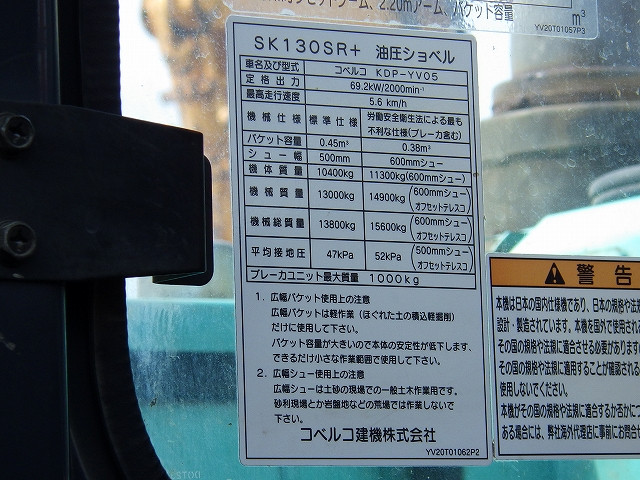 2.20mアーム、バケット容量
m³
YV20T01057P3
SK130SR+ 油圧ショベル
車名及び型式 コベルコ KDP-YV05
定格出力 69.2kW/2000min⁻¹
最高走行速度 5.6 km/h
機械仕様 標準仕様 労働安全衛生法による最も不利な仕様(ブレーカ含む)
バケット容量 0.45m³ 0.38m³
シュー幅 500mm 600mmシュー
機体質量 10400kg 11300kg(600mmシュー)
機械質量 13000kg 14900kg (600mmシュー オフセットテレスコ)
機械総質量 13800kg 15600kg (600mmシュー オフセットテレスコ)
平均接地圧 47kPa 52kPa (500mmシュー オフセットテレスコ)
ブレーカユニット最大質量 1000kg
1. 広幅バケット使用上の注意
広幅バケットは軽作業(ほぐれた土の積込軽掘削)
だけに使用して下さい。
バケット容量が大きいので本体の安定性が低下します、
できるだけ小さな作業範囲で使用して下さい。
2. 広幅シュー使用上の注意
広幅シューは土砂の現場での一般土木作業用です。
砂利現場とか岩盤地などの荒場では作業しないで
下さい。
コベルコ建機株式会社
YV20T01062P2
警告
本機は日本の国内仕様機であり、日本の規格や法
設計・製造されています。本機を国外で使用され
その国の規格や法規に適合させる必要があります
その国の規格や法規に適用することが確認される
使用しないでください。
本機がその国の規格や法規に適合するか否かにつ
ある場合には、弊社海外代理店に事前にお問合せ